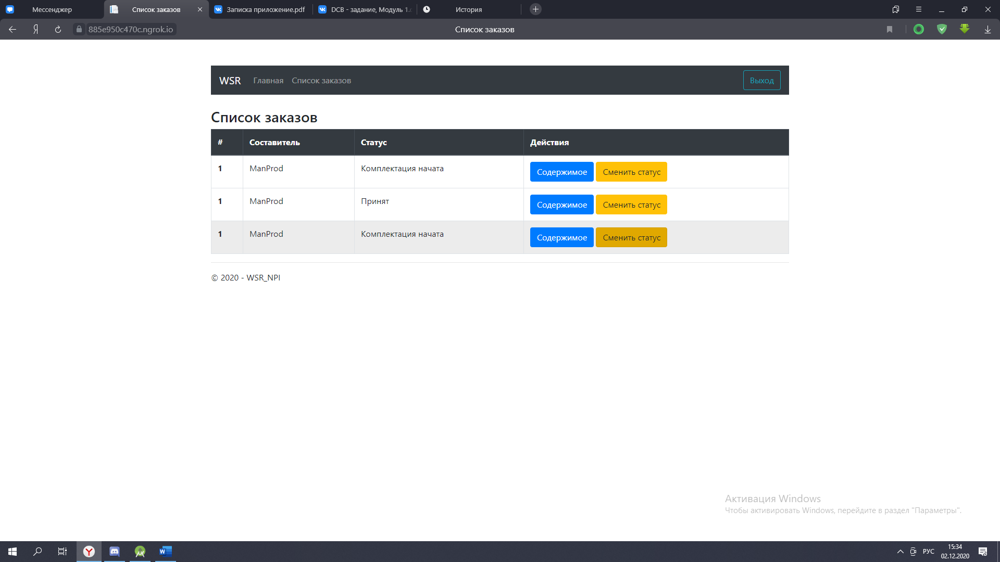 Мессенджер
Список заказов
Записка приложение.pdf
DCB - задание, Модуль 1.
История
885e950c470c.ngrok.io
Список заказов
WSR Главная Список заказов Выход
Список заказов
# Составитель Статус Действия
1 ManProd Комплектация начата Содержимое Сменить статус
1 ManProd Принят Содержимое Сменить статус
1 ManProd Комплектация начата Содержимое Сменить статус
© 2020 - WSR_NPI
Активация Windows
Чтобы активировать Windows, перейдите в раздел "Параметры".
РУС
15:34
02.12.2020